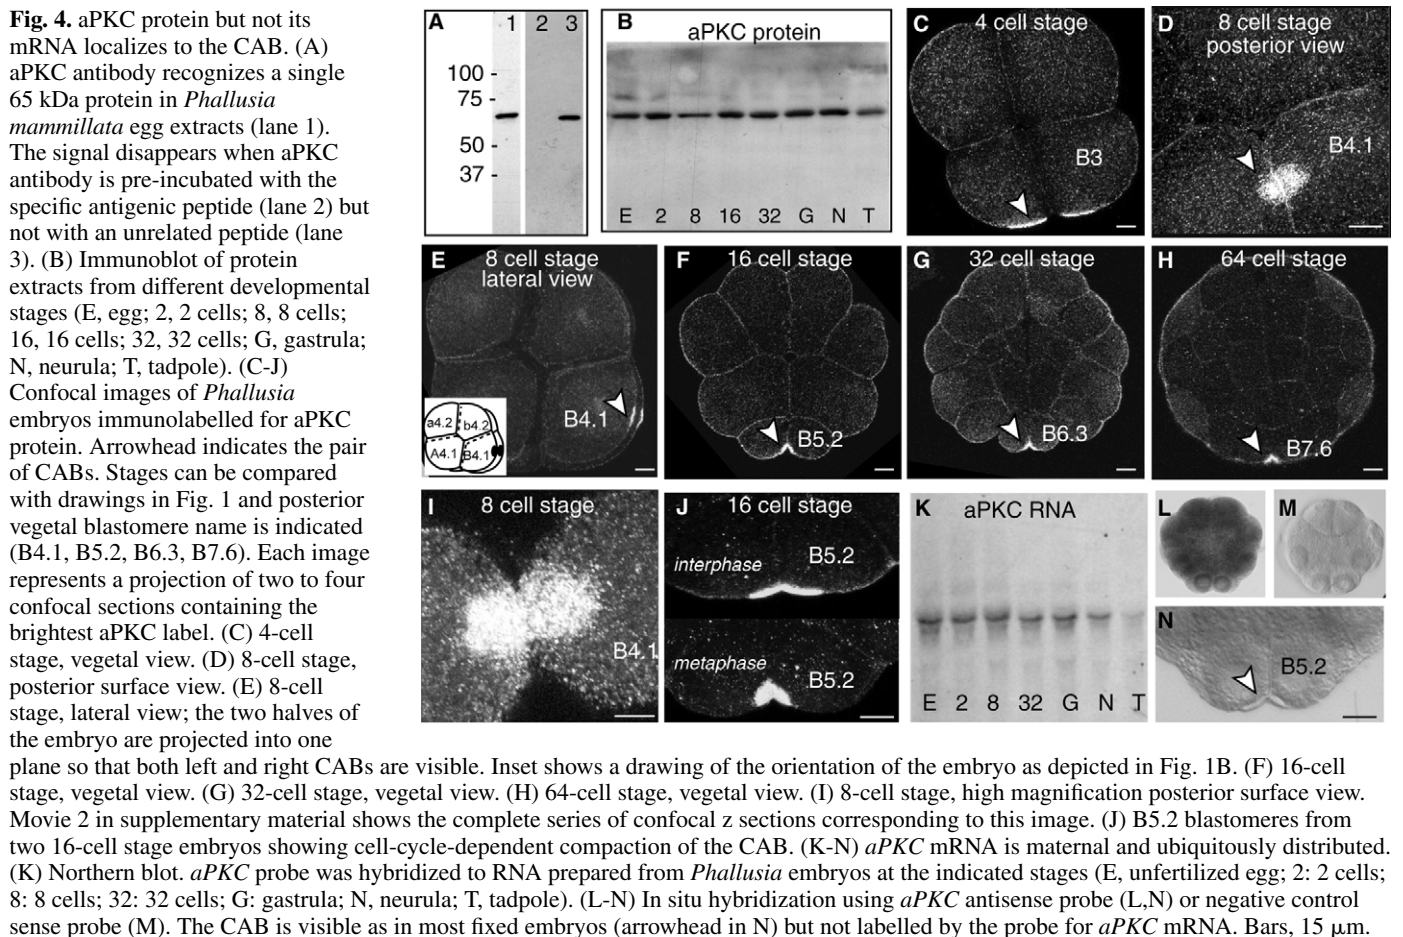 Fig. 4. aPKC protein but not its
mRNA localizes to the CAB. (A)
aPKC antibody recognizes a single
65 kDa protein in Phallusia
mammillata egg extracts (lane 1).
The signal disappears when aPKC
antibody is pre-incubated with the
specific antigenic peptide (lane 2) but
not with an unrelated peptide (lane
3). (B) Immunoblot of protein
extracts from different developmental
stages (E, egg; 2, 2 cells; 8, 8 cells;
16, 16 cells; 32, 32 cells; G, gastrula;
N, neurula; T, tadpole). (C-J)
Confocal images of Phallusia
embryos immunolabelled for aPKC
protein. Arrowhead indicates the pair
of CABs. Stages can be compared
with drawings in Fig. 1 and posterior
vegetal blastomere name is indicated
(B4.1, B5.2, B6.3, B7.6). Each image
represents a projection of two to four
confocal sections containing the
brightest aPKC label. (C) 4-cell
stage, vegetal view. (D) 8-cell stage,
posterior surface view. (E) 8-cell
stage, lateral view; the two halves of
the embryo are projected into one
plane so that both left and right CABs are visible. Inset shows a drawing of the orientation of the embryo as depicted in Fig. 1B. (F) 16-cell
stage, vegetal view. (G) 32-cell stage, vegetal view. (H) 64-cell stage, vegetal view. (I) 8-cell stage, high magnification posterior surface view.
Movie 2 in supplementary material shows the complete series of confocal z sections corresponding to this image. (J) B5.2 blastomeres from
two 16-cell stage embryos showing cell-cycle-dependent compaction of the CAB. (K-N) aPKC mRNA is maternal and ubiquitously distributed.
(K) Northern blot. aPKC probe was hybridized to RNA prepared from Phallusia embryos at the indicated stages (E, unfertilized egg; 2: 2 cells;
8: 8 cells; 32: 32 cells; G: gastrula; N, neurula; T, tadpole). (L-N) In situ hybridization using aPKC antisense probe (L,N) or negative control
sense probe (M). The CAB is visible as in most fixed embryos (arrowhead in N) but not labelled by the probe for aPKC mRNA. Bars, 15 μm.
A 1 2 3
100 -
75 -
50 -
37 -
B aPKC protein
E 2 8 16 32 G N T
C 4 cell stage
B3
D 8 cell stage
posterior view
B4.1
E 8 cell stage
lateral view
B4.1
a4.2 b4.2
A4.1 B4.1
F 16 cell stage
B5.2
G 32 cell stage
B6.3
H 64 cell stage
B7.6
I 8 cell stage
B4.1
J 16 cell stage
interphase B5.2
metaphase B5.2
K aPKC RNA
E 2 8 32 G N T
L
M
N
B5.2